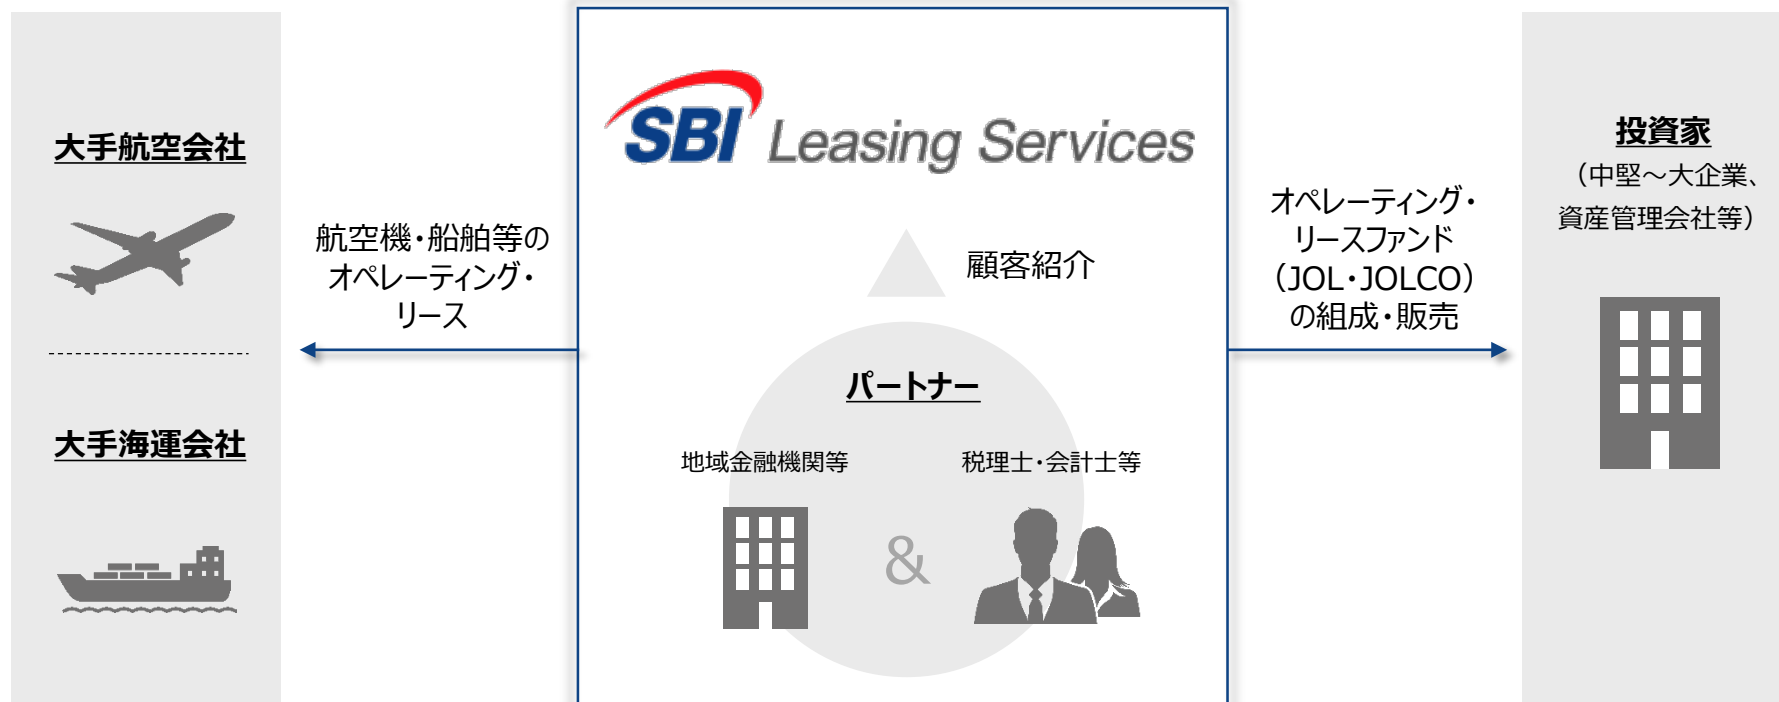 大手航空会社
大手海運会社
航空機・船舶等の
オペレーティング・
リース
SBI Leasing Services
顧客紹介
パートナー
地域金融機関等
税理士・会計士等
&
オペレーティング・
リースファンド
（JOL・JOLCO）
の組成・販売
投資家
（中堅～大企業、
資産管理会社等）